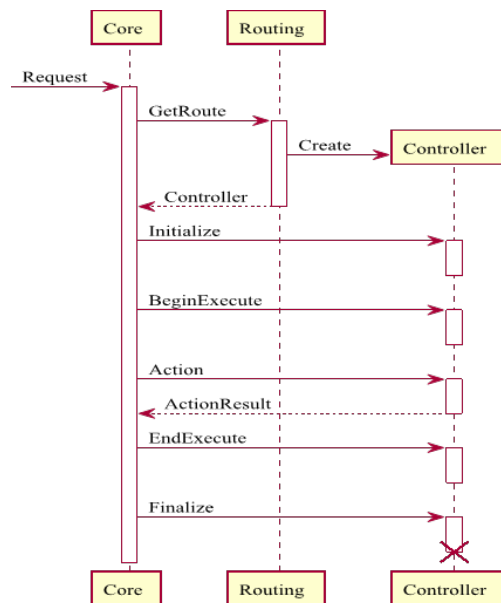 Core
Routing
Request
GetRoute
Create
Controller
Controller
Initialize
BeginExecute
Action
ActionResult
EndExecute
Finalize
Core
Routing
Controller